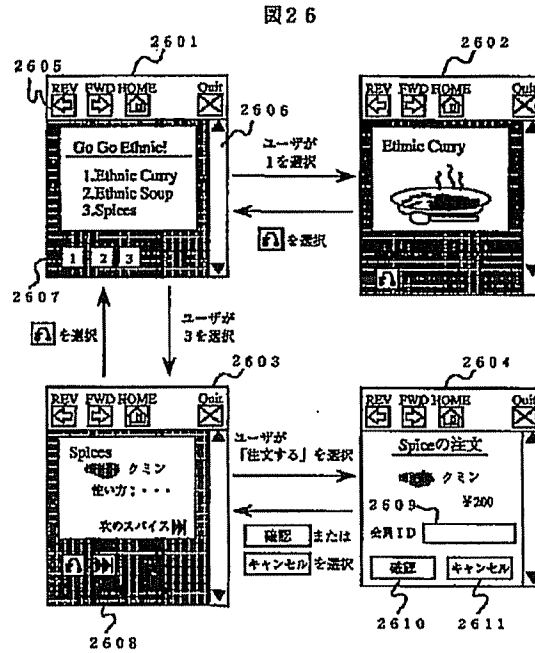 図26
2601
2602
2605
REV FWD HOME Quit
REV FWD HOME Quit
2606
Go Go Ethnic!
1.Ethnic Curry
2.Ethnic Soup
3.Spices
1 2 3
2607
ユーザが
1を選択
を選択
Ethnic Curry
を選択
ユーザが
3を選択
2603
2604
REV FWD HOME Quit
REV FWD HOME Quit
Spices
クミン
使い方:・・・
次のスパイス
2608
ユーザが
「注文する」を選択
確認 または
キャンセル を選択
Spiceの注文
クミン
2609
¥200
会員ID
確認 キャンセル
2610
2611